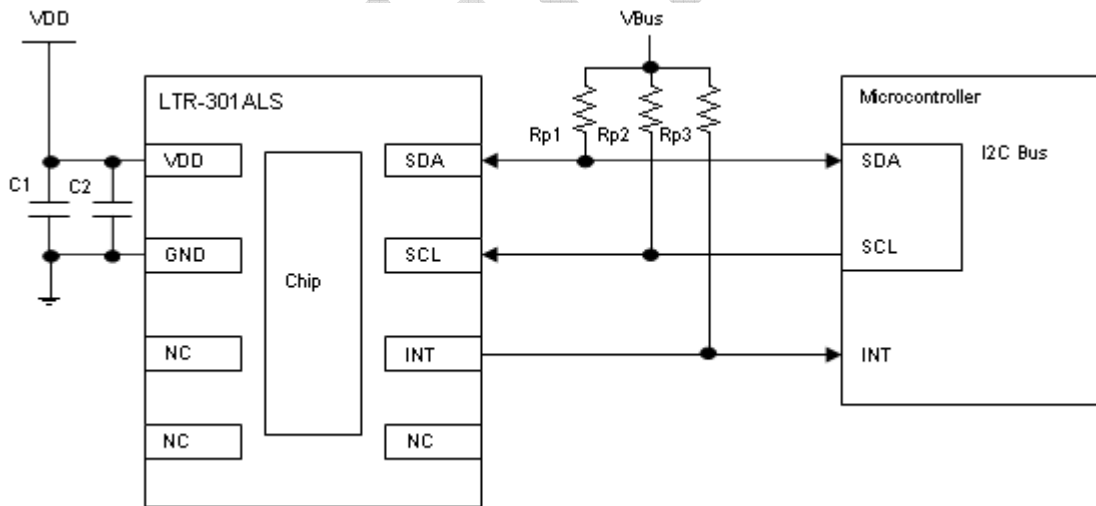 VDD
VBus
LTR-301ALS
Microcontroller
Rp1 Rp2 Rp3
VDD
SDA
SDA
I2C Bus
C1
C2
GND
SCL
SCL
Chip
NC
INT
INT
NC
NC